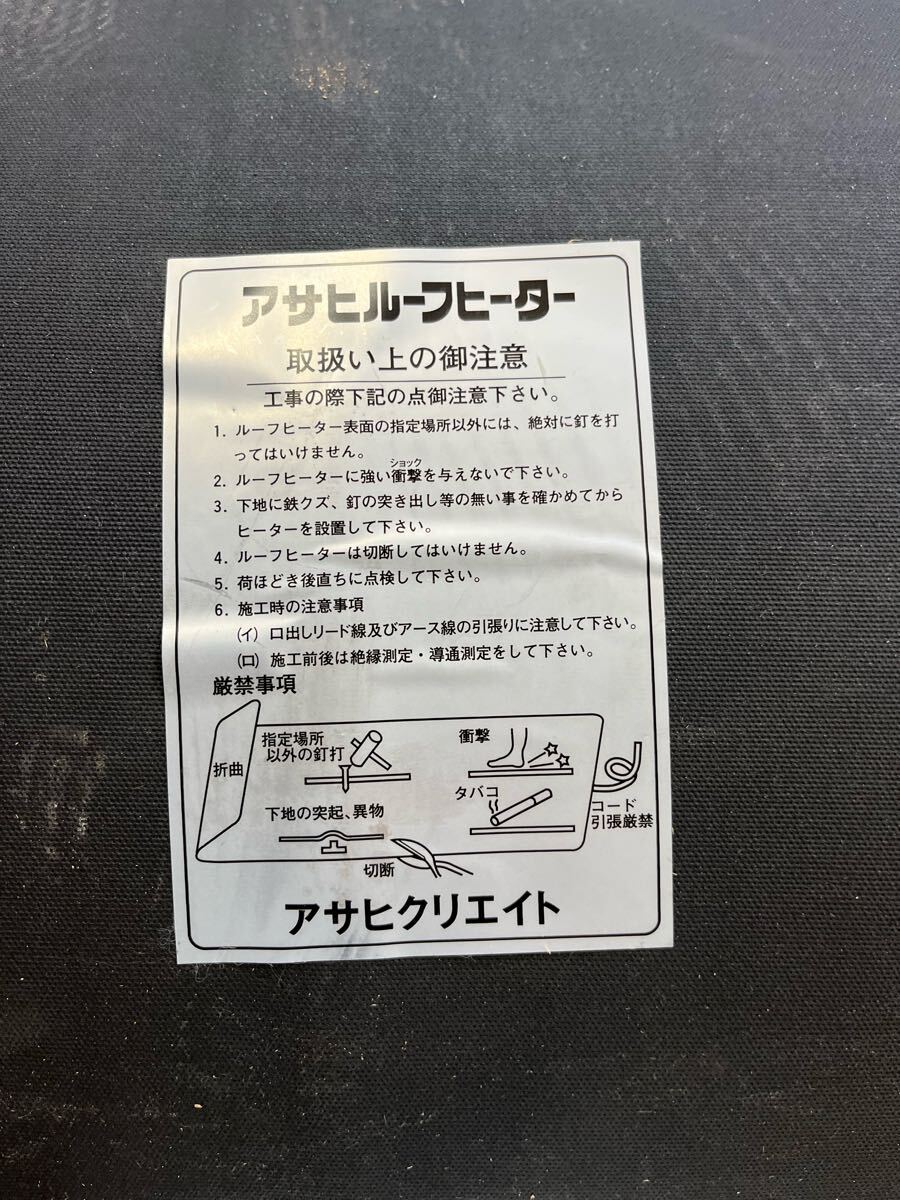 アサヒルーフヒーター
取扱い上の御注意
工事の際下記の点御注意下さい。
1. ルーフヒーター表面の指定場所以外には、絶対に釘を打
ってはいけません。
ショック
2. ルーフヒーターに強い衝撃を与えないで下さい。
3. 下地に鉄クズ、釘の突き出し等の無い事を確かめてから
ヒーターを設置して下さい。
4. ルーフヒーターは切断してはいけません。
5. 荷ほどき後直ちに点検して下さい。
6. 施工時の注意事項
(イ) 口出しリード線及びアース線の引張りに注意して下さい。
(ロ) 施工前後は絶縁測定・導通測定をして下さい。
厳禁事項
折曲
指定場所
以外の釘打
衝撃
下地の突起、異物
タバコ
コード
引張厳禁
切断
アサヒクリエイト